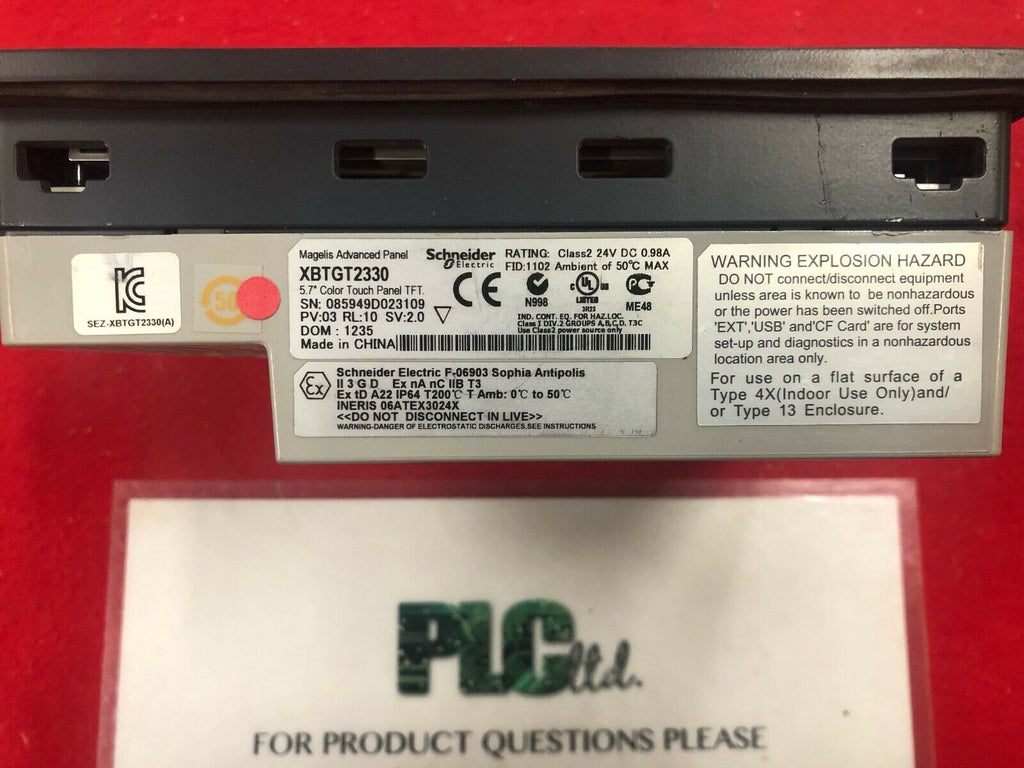 SEZ-XBTGT2330(A)
50
Magelis Advanced Panel
XBTGT2330
5.7" Color Touch Panel TFT.
SN: 085949D023109
PV:03 RL:10 SV:2.0
DOM : 1235
Made in CHINA
Schneider
Electric
RATING: Class2 24V DC 0.98A
FID:1102 Ambient of 50°C MAX
CE
N998
UL
LISTED
3R23
ME48
IND. CONT. EQ. FOR HAZ.LOC.
Class I DIV.2 GROUPS A,B,C,D. T3C
Use Class2 power source only
Ex
Schneider Electric F-06903 Sophia Antipolis
II 3 G D Ex nA nC IIB T3
Ex tD A22 IP64 T200°C T Amb: 0°C to 50°C
INERIS 06ATEX3024X
<<DO NOT DISCONNECT IN LIVE>>
WARNING-DANGER OF ELECTROSTATIC DISCHARGES,SEE INSTRUCTIONS
WARNING EXPLOSION HAZARD
DO NOT connect/disconnect equipment
unless area is known to be nonhazardous
or the power has been switched off.Ports
'EXT','USB' and'CF Card' are for system
set-up and diagnostics in a nonhazardous
location area only.
For use on a flat surface of a
Type 4X(Indoor Use Only)and/
or Type 13 Enclosure.
PLC ltd.
FOR PRODUCT QUESTIONS PLEASE